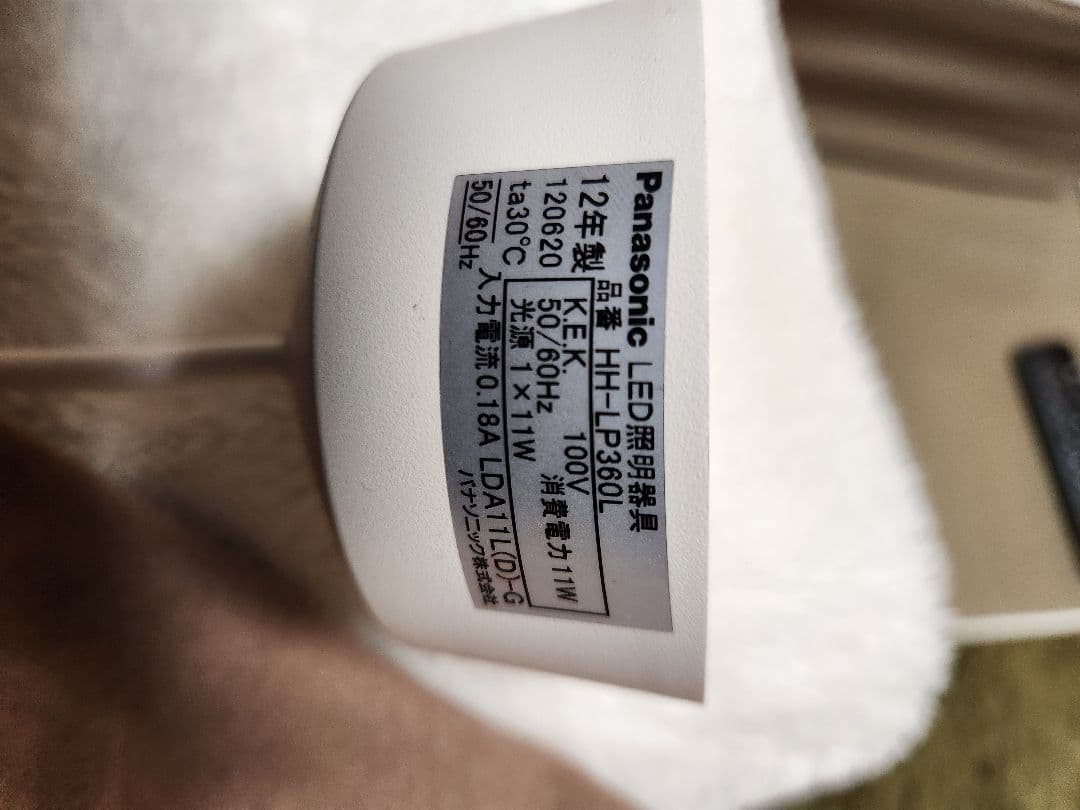 Panasonic LED照明器具
12年製 品番 HH-LP360L
120620 K.E.K. 100V
ta30℃ 50/60Hz 消費電力11W
光源 1×11W
50/60Hz 入力電流0.18A LDA11L(D)-G
パナソニック株式会社